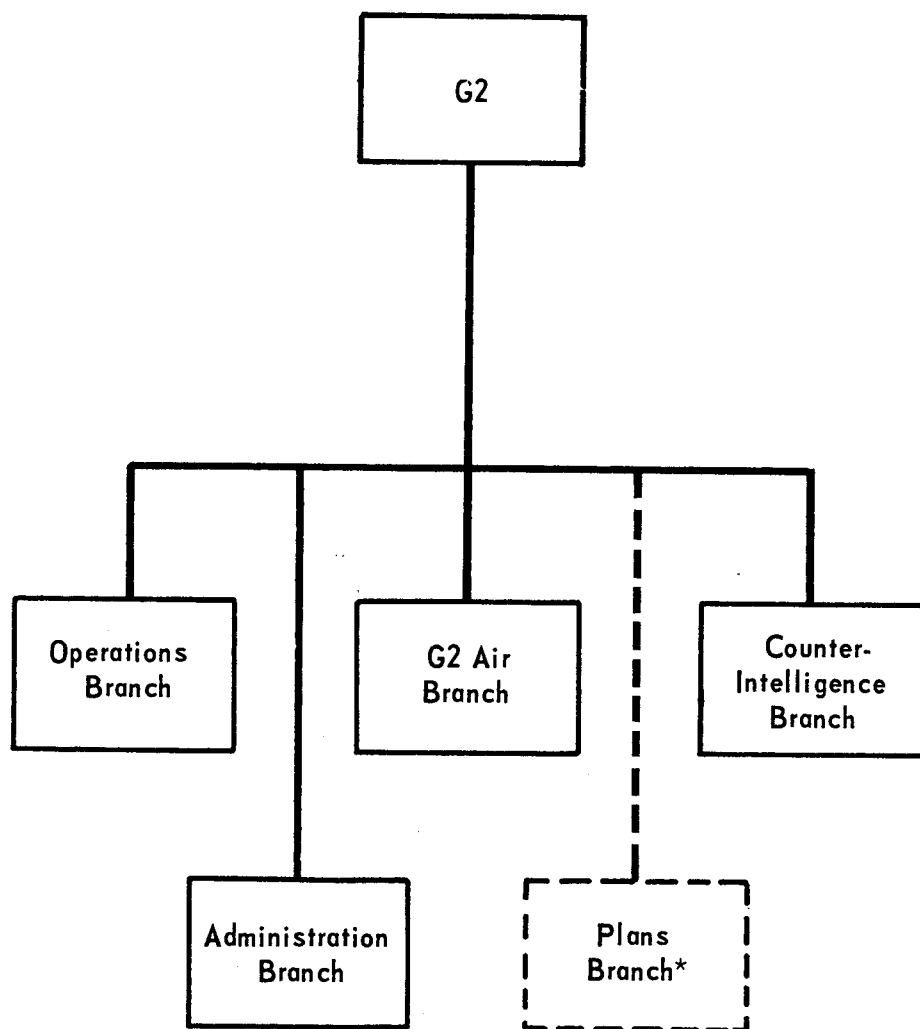 G2
Operations
Branch
G2 Air
Branch
Counter-
Intelligence
Branch
Administration
Branch
Plans
Branch*